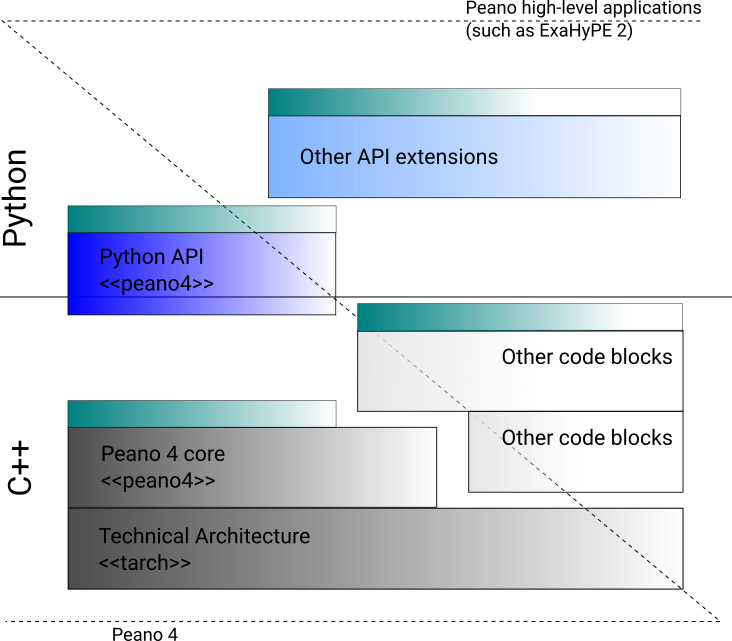 Peano high-level applications
(such as ExaHyPE 2)
Python
Other API extensions
Python API
<<peano4>>
C++
Other code blocks
Other code blocks
Peano 4 core
<<peano4>>
Technical Architecture
<<tarch>>
Peano 4